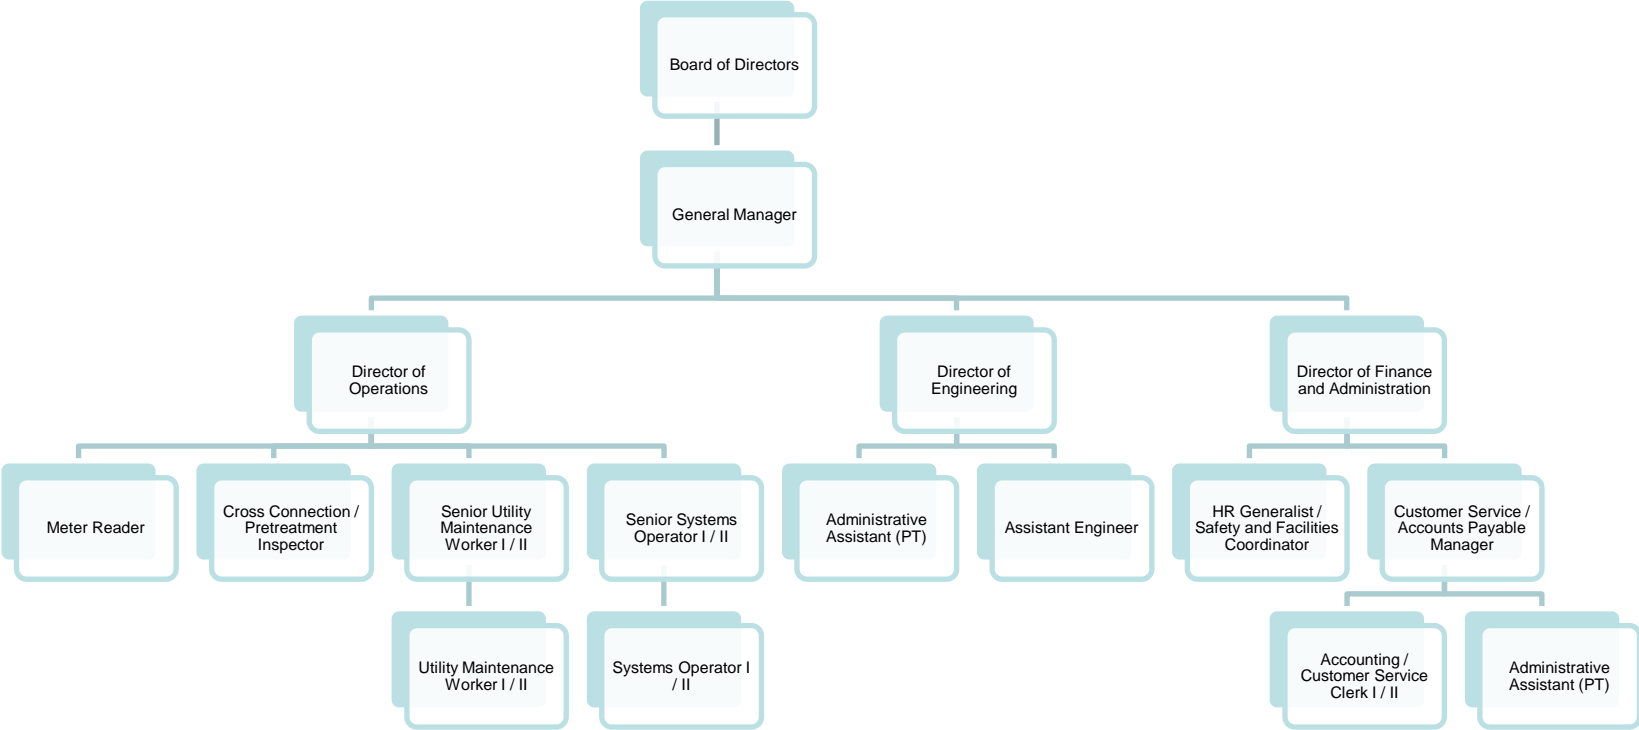 Board of Directors
General Manager
Director of
Operations
Director of
Engineering
Director of Finance
and Administration
Meter Reader
Cross Connection /
Pretreatment
Inspector
Senior Utility
Maintenance
Worker I / II
Senior Systems
Operator I / II
Administrative
Assistant (PT)
Assistant Engineer
HR Generalist /
Safety and Facilities
Coordinator
Customer Service /
Accounts Payable
Manager
Utility Maintenance
Worker I / II
Systems Operator I
/ II
Accounting /
Customer Service
Clerk I / II
Administrative
Assistant (PT)